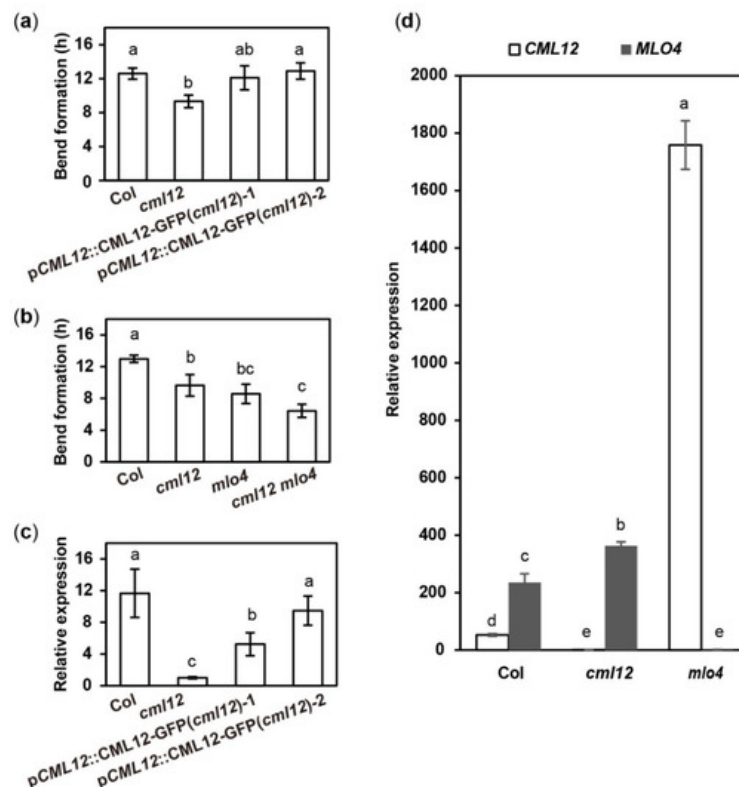 (a)
Bend formation (h)
16
12
8
4
0
a
b
ab
a
Col
cml12
pCML12::CML12-GFP(cml12)-1
pCML12::CML12-GFP(cml12)-2
(b)
Bend formation (h)
16
12
8
4
0
a
b
bc
c
Col
cml12
mlo4
cml12 mlo4
(c)
Relative expression
16
12
8
4
0
a
c
b
a
Col
cml12
pCML12::CML12-GFP(cml12)-1
pCML12::CML12-GFP(cml12)-2
(d)
CML12 MLO4
Relative expression
2000
1800
1600
1400
1200
1000
800
600
400
200
0
d
c
e
b
a
e
Col cml12 mlo4